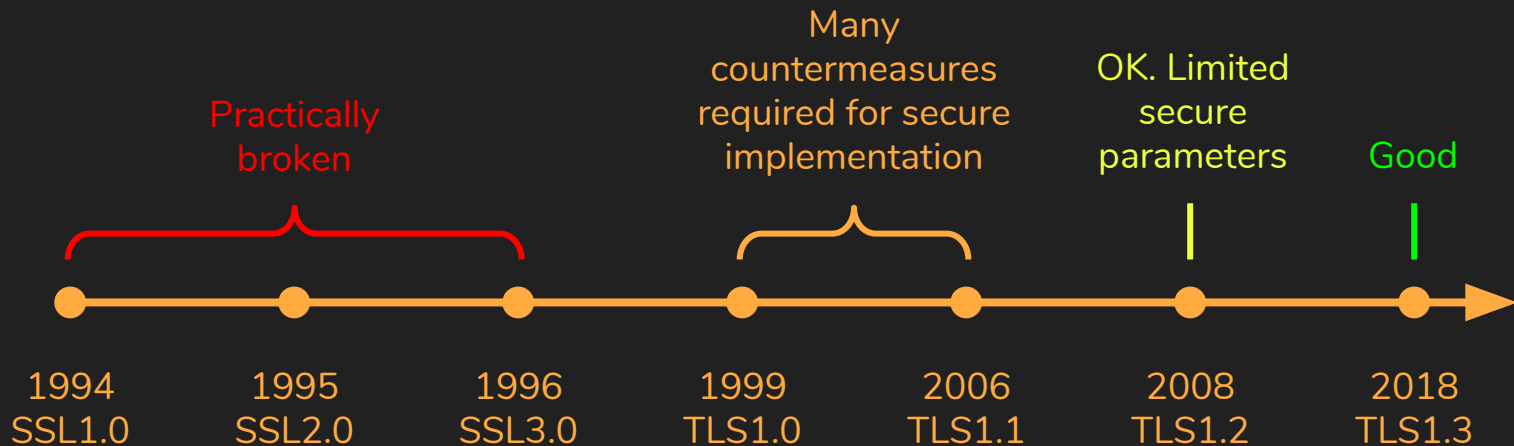 Practically
broken
Many
countermeasures
required for secure
implementation
OK. Limited
secure
parameters
Good
1994
SSL1.0
1995
SSL2.0
1996
SSL3.0
1999
TLS1.0
2006
TLS1.1
2008
TLS1.2
2018
TLS1.3